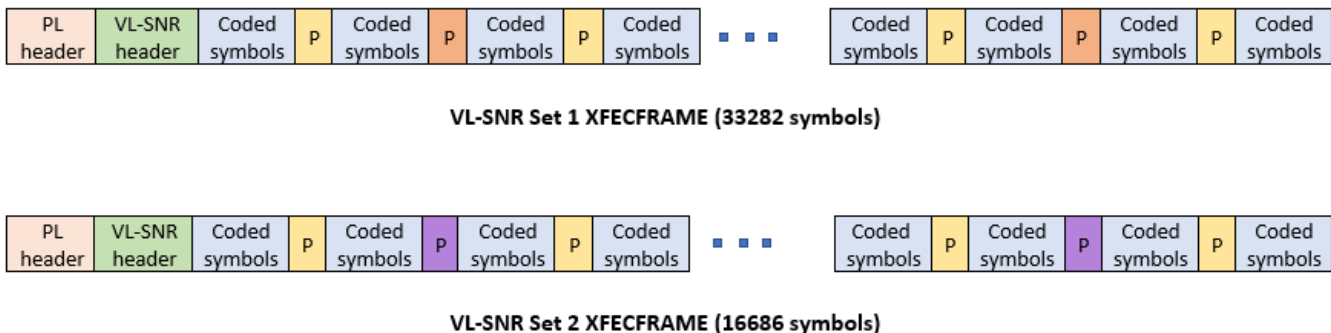 PL header VL-SNR header Coded symbols P Coded symbols P Coded symbols P Coded symbols Coded symbols P Coded symbols P Coded symbols P Coded symbols
VL-SNR Set 1 XFECFRAME (33282 symbols)
PL header VL-SNR header Coded symbols P Coded symbols P Coded symbols P Coded symbols Coded symbols P Coded symbols P Coded symbols P Coded symbols
VL-SNR Set 2 XFECFRAME (16686 symbols)